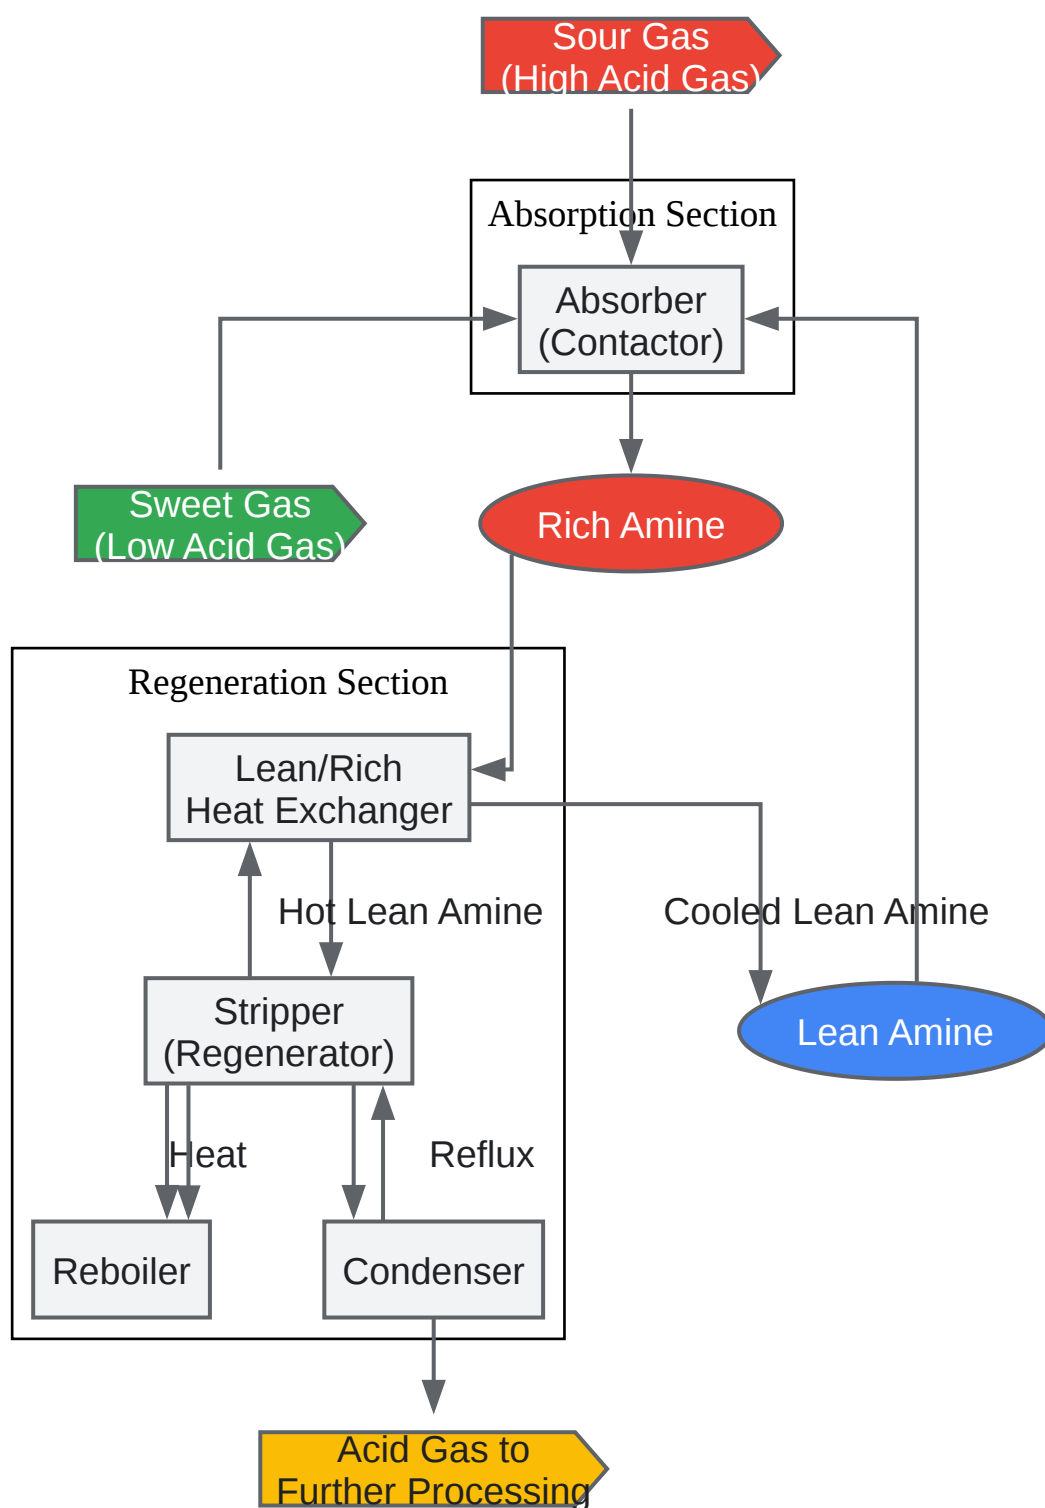 Sour Gas
(High Acid Gas)
Absorption Section
Absorber
(Contactor)
Sweet Gas
(Low Acid Gas)
Rich Amine
Regeneration Section
Lean/Rich
Heat Exchanger
Hot Lean Amine
Cooled Lean Amine
Stripper
(Regenerator)
Lean Amine
Heat
Reflux
Reboiler
Condenser
Acid Gas to
Further Processing